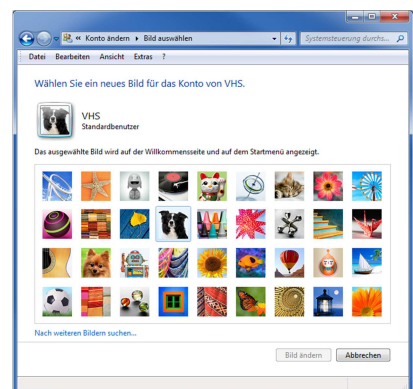 « Konto ändern ▸ Bild auswählen
Systemsteuerung durchs...
Datei Bearbeiten Ansicht Extras ?
Wählen Sie ein neues Bild für das Konto von VHS.
VHS
Standardbenutzer
Das ausgewählte Bild wird auf der Willkommensseite und auf dem Startmenü angezeigt.
Nach weiteren Bildern suchen...
Bild ändern Abbrechen